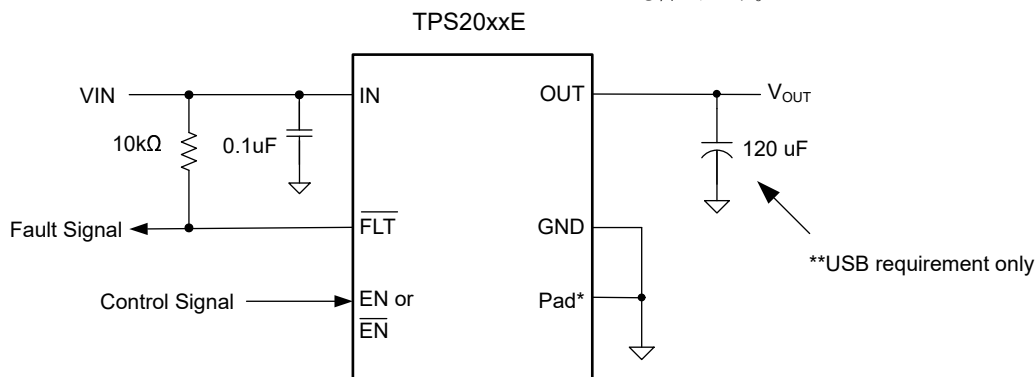 TPS20xxE
VIN
IN
OUT
VOUT
10kΩ
0.1uF
120 uF
Fault Signal
FLT
GND
**USB requirement only
Control Signal
EN or
EN
Pad*